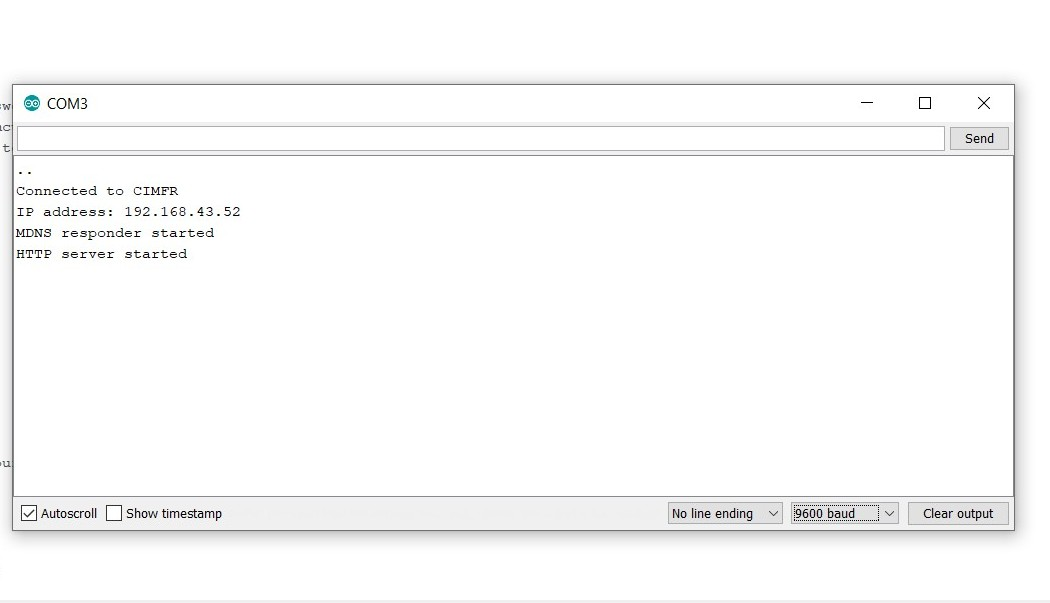 COM3
Send
..
Connected to CIMFR
IP address: 192.168.43.52
MDNS responder started
HTTP server started
Autoscroll
Show timestamp
No line ending
9600 baud
Clear output